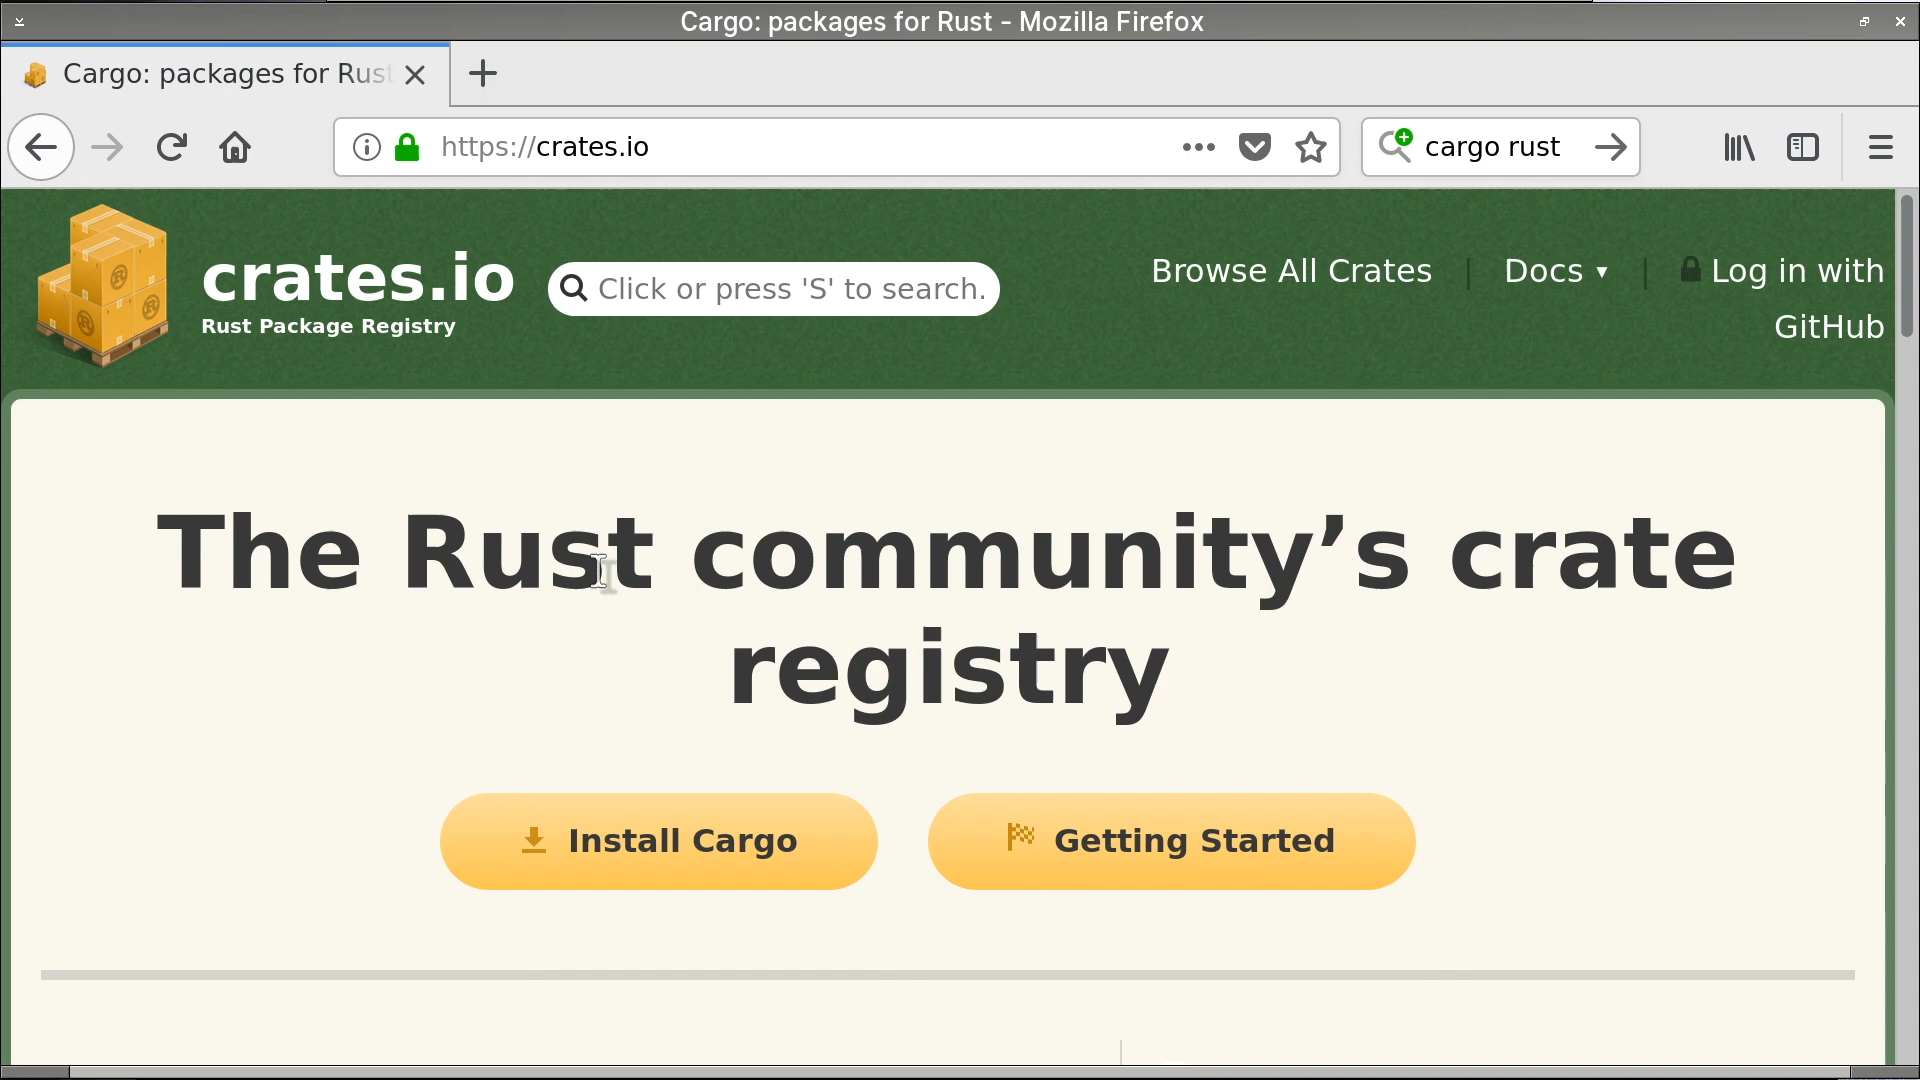 Cargo: packages for Rust - Mozilla Firefox
Cargo: packages for Rust
https://crates.io
cargo rust
crates.io
Rust Package Registry
Click or press 'S' to search.
Browse All Crates
Docs ▾
Log in with
GitHub
The Rust community’s crate
registry
Install Cargo
Getting Started